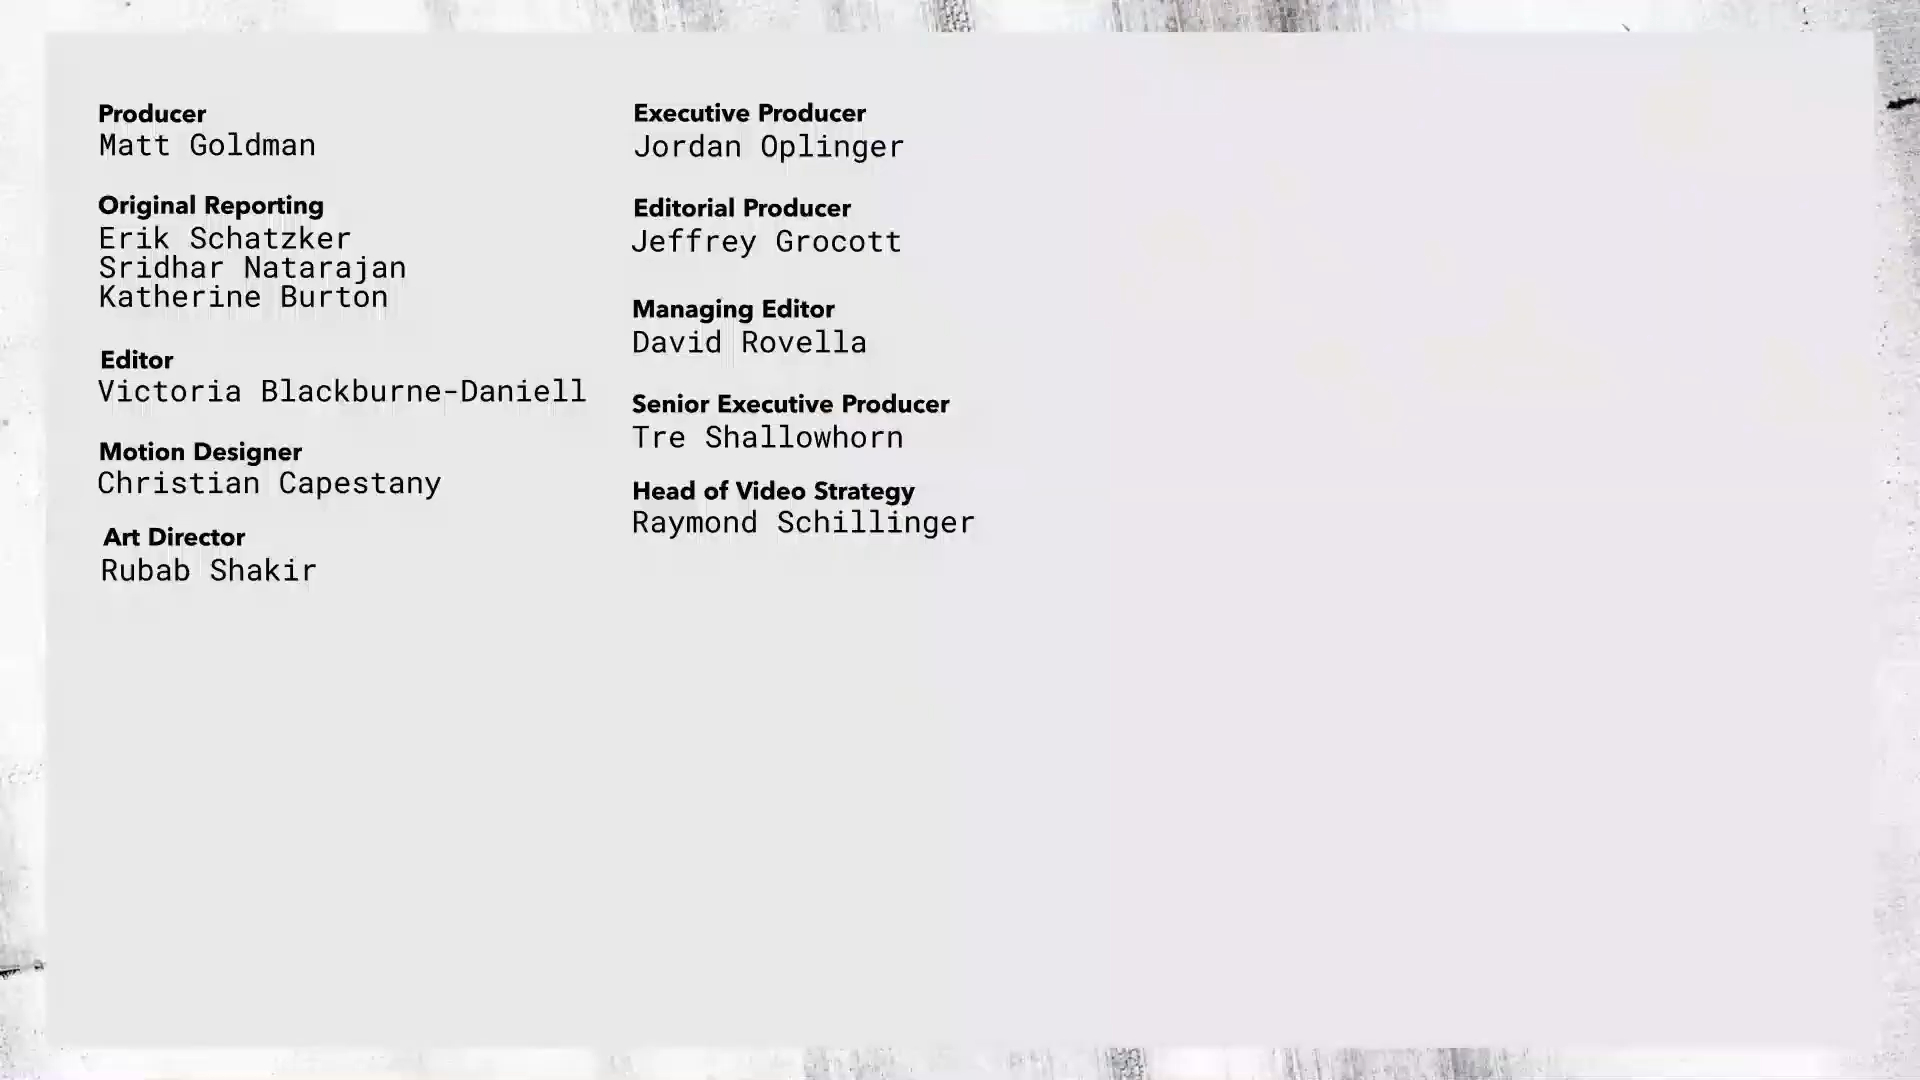 Producer
Matt Goldman
Original Reporting
Erik Schatzker
Sridhar Natarajan
Katherine Burton
Editor
Victoria Blackburne-Daniell
Motion Designer
Christian Capestany
Art Director
Rubab Shakir
Executive Producer
Jordan Oplinger
Editorial Producer
Jeffrey Grocott
Managing Editor
David Rovella
Senior Executive Producer
Tre Shallowhorn
Head of Video Strategy
Raymond Schillinger